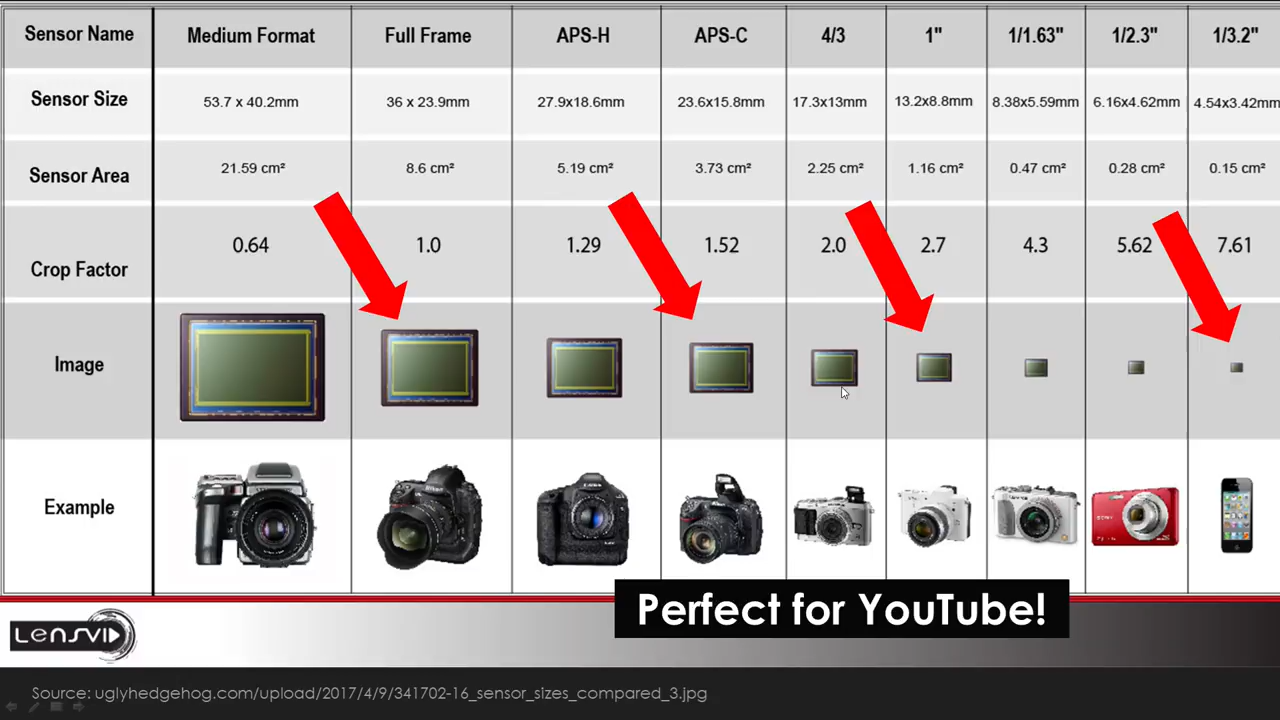 Sensor Name Medium Format Full Frame APS-H APS-C 4/3 1" 1/1.63" 1/2.3" 1/3.2"
Sensor Size 53.7 x 40.2mm 36 x 23.9mm 27.9x18.6mm 23.6x15.8mm 17.3x13mm 13.2x8.8mm 8.38x5.59mm 6.16x4.62mm 4.54x3.42mm
Sensor Area 21.59 cm² 8.6 cm² 5.19 cm² 3.73 cm² 2.25 cm² 1.16 cm² 0.47 cm² 0.28 cm² 0.15 cm²
Crop Factor 0.64 1.0 1.29 1.52 2.0 2.7 4.3 5.62 7.61
Image
Example
Perfect for YouTube!
LENSVID
Source: uglyhedgehog.com/upload/2017/4/9/341702-16_sensor_sizes_compared_3.jpg